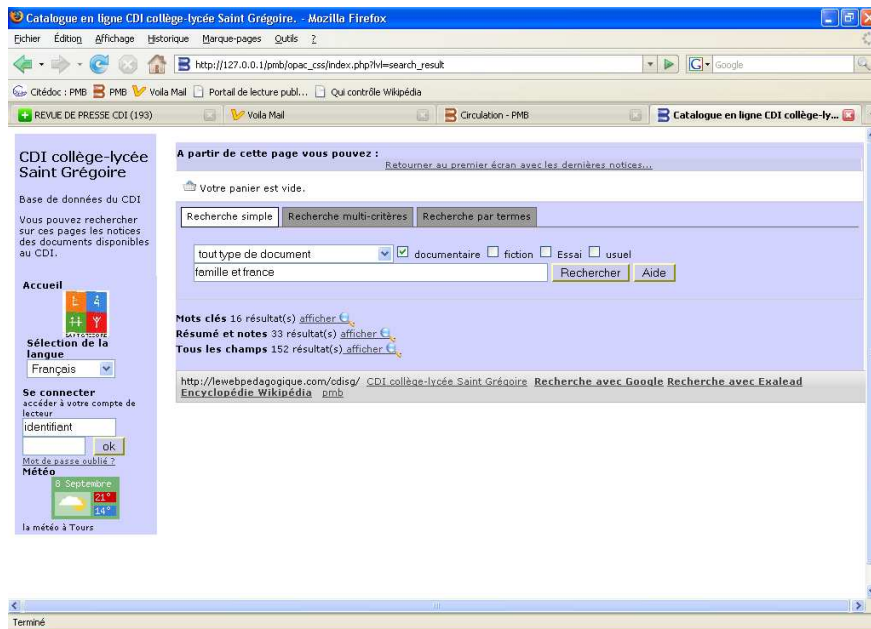 Catalogue en ligne CDI collège-lycée Saint Grégoire. - Mozilla Firefox
Fichier Édition Affichage Historique Marque-pages Outils ?
http://127.0.0.1/pmb/opac_css/index.php?lvl=search_result
Google
Citédoc : PMB PMB Voila Mail Portail de lecture publ... Qui contrôle Wikipédia
REVUE DE PRESSE CDI (193) Voila Mail Circulation - PMB Catalogue en ligne CDI collège-ly...
CDI collège-lycée
Saint Grégoire
Base de données du CDI
Vous pouvez rechercher
sur ces pages les notices
des documents disponibles
au CDI.
Accueil
Sélection de la
langue
Français
Se connecter
accéder à votre compte de
lecteur
identifiant
ok
Mot de passe oublié ?
Météo
8 Septembre
21°
14°
la météo à Tours
A partir de cette page vous pouvez :
Retourner au premier écran avec les dernières notices...
Votre panier est vide.
Recherche simple Recherche multi-critères Recherche par termes
tout type de document documentaire fiction Essai usuel
famille et france Rechercher Aide
Mots clés 16 résultat(s) afficher
Résumé et notes 33 résultat(s) afficher
Tous les champs 152 résultat(s) afficher
http://lewebpedagogique.com/cdisg/ CDI collège-lycée Saint Grégoire Recherche avec Google Recherche avec Exalead
Encyclopédie Wikipédia pmb
Terminé